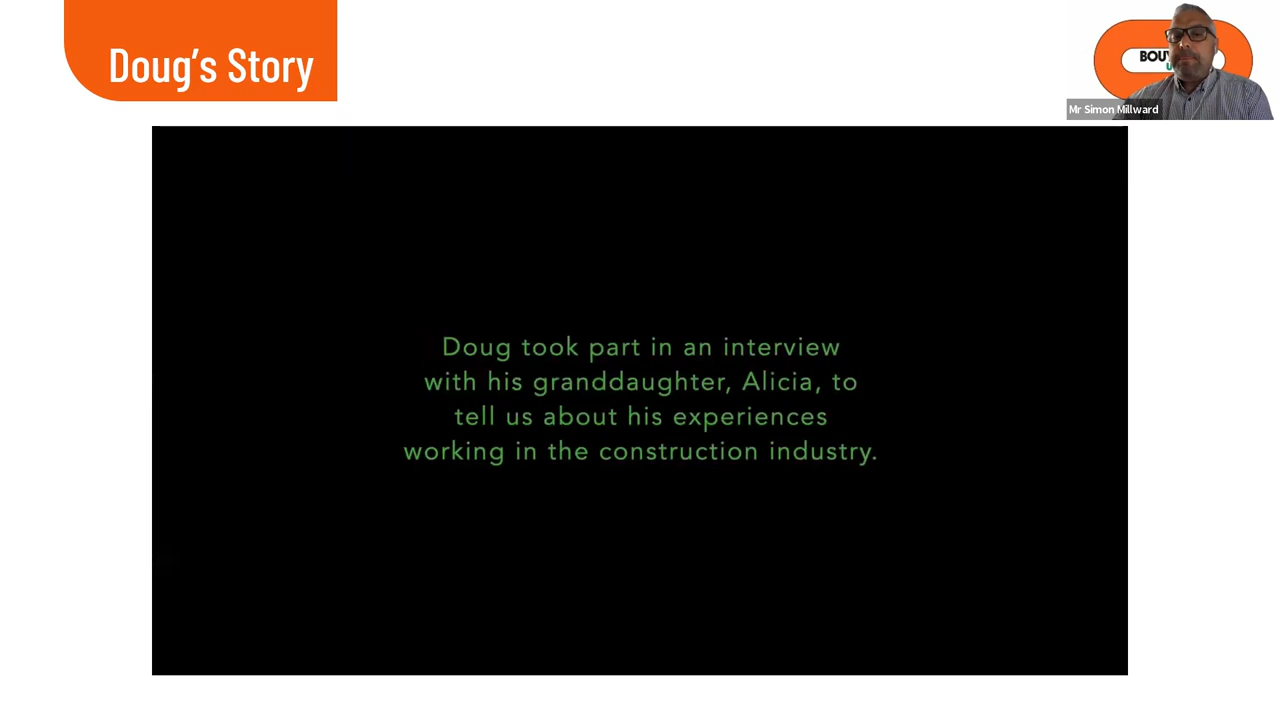 Doug's Story
BOUY
Mr Simon Millward
Doug took part in an interview
with his granddaughter, Alicia, to
tell us about his experiences
working in the construction industry.